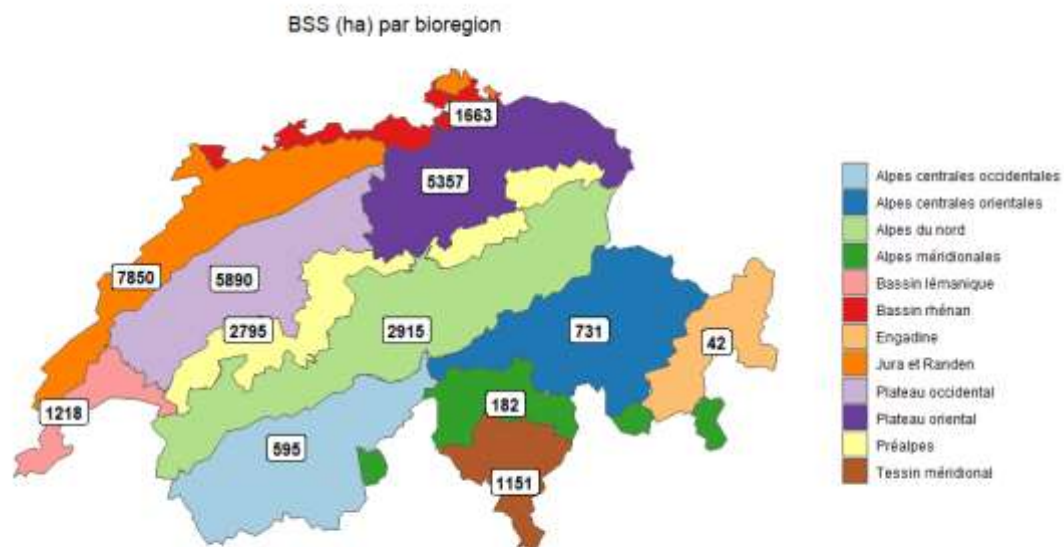 BSS (ha) par bioregion
1663
5357
7850
5890
2795
2915
731
42
1218
182
595
1151
Alpes centrales occidentales
Alpes centrales orientales
Alpes du nord
Alpes méridionales
Bassin lémanique
Bassin rhénan
Engadine
Jura et Randen
Plateau occidental
Plateau oriental
Préalpes
Tessin méridional